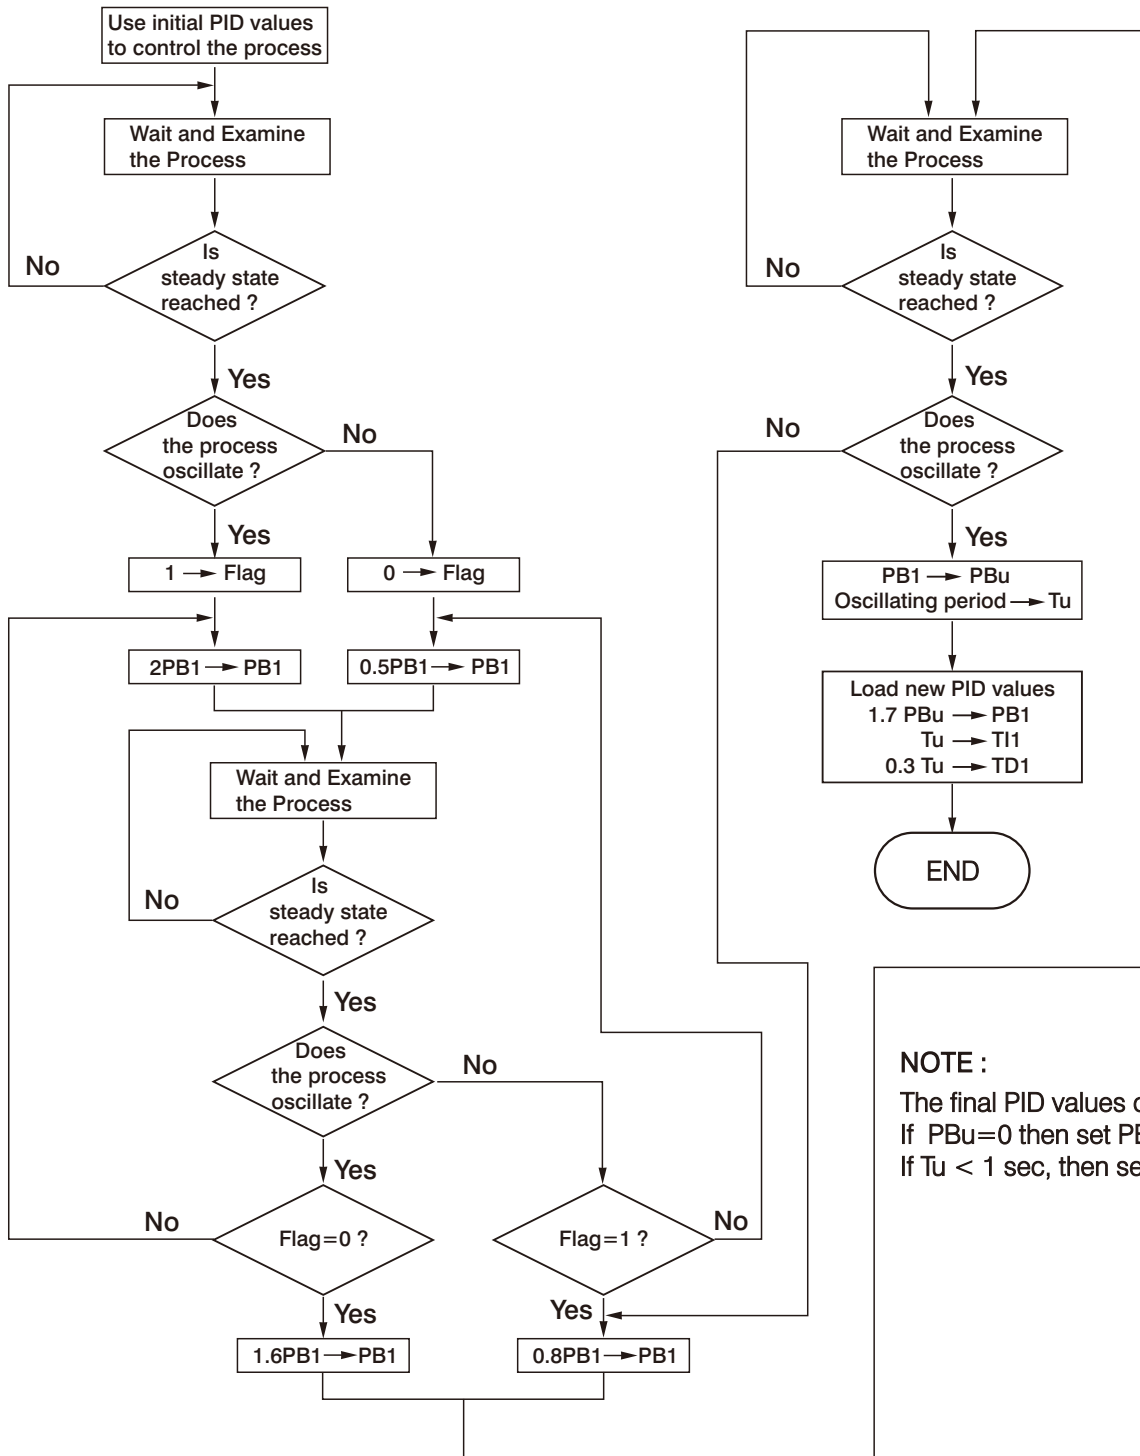 Use initial PID values
to control the process
Wait and Examine
the Process
No
Is
steady state
reached ?
Yes
Does
the process
oscillate ?
No
Yes
1 → Flag
0 → Flag
2PB1 → PB1
0.5PB1 → PB1
Wait and Examine
the Process
No
Is
steady state
reached ?
Yes
Does
the process
oscillate ?
No
Yes
No
Flag=0 ?
Flag=1 ?
No
Yes
Yes
1.6PB1 → PB1
0.8PB1 → PB1
Wait and Examine
the Process
No
Is
steady state
reached ?
Yes
No
Does
the process
oscillate ?
Yes
PB1 → PBu
Oscillating period → Tu
Load new PID values
1.7 PBu → PB1
Tu → TI1
0.3 Tu → TD1
END
NOTE :
The final PID values
If PBu=0 then set
If Tu < 1 sec, then